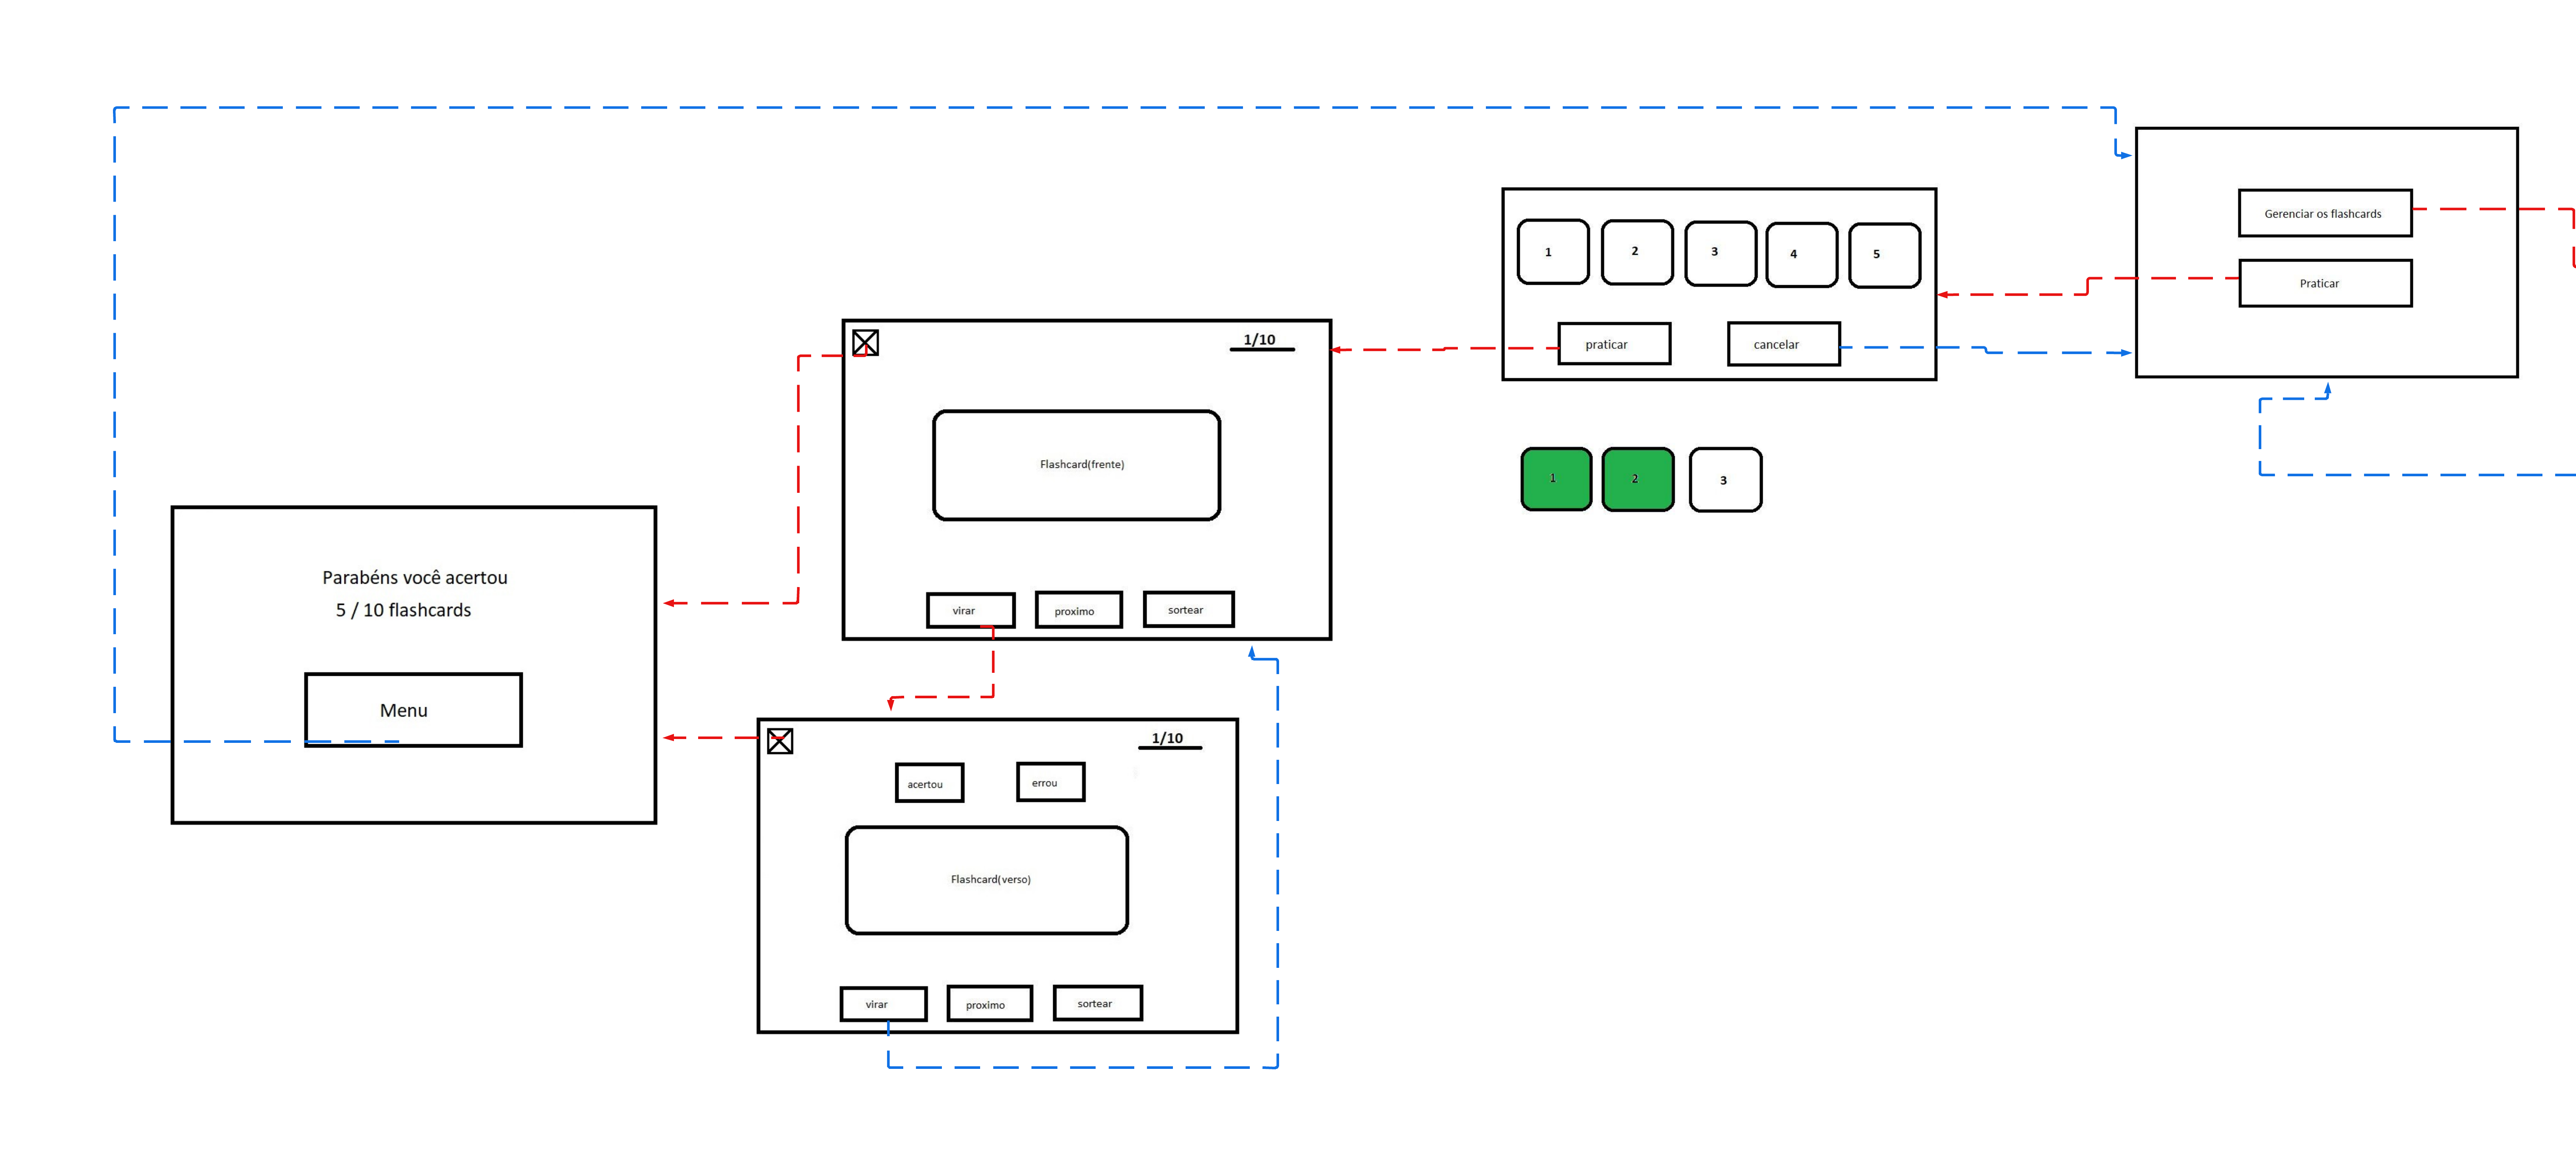 Gerenciar os flashcards
Praticar
1
2
3
4
5
praticar
cancelar
1
2
3
1/10
Flashcard(frente)
virar
proximo
sortear
Parabéns você acertou
5 / 10 flashcards
Menu
1/10
acertou
errou
Flashcard(verso)
virar
proximo
sortear